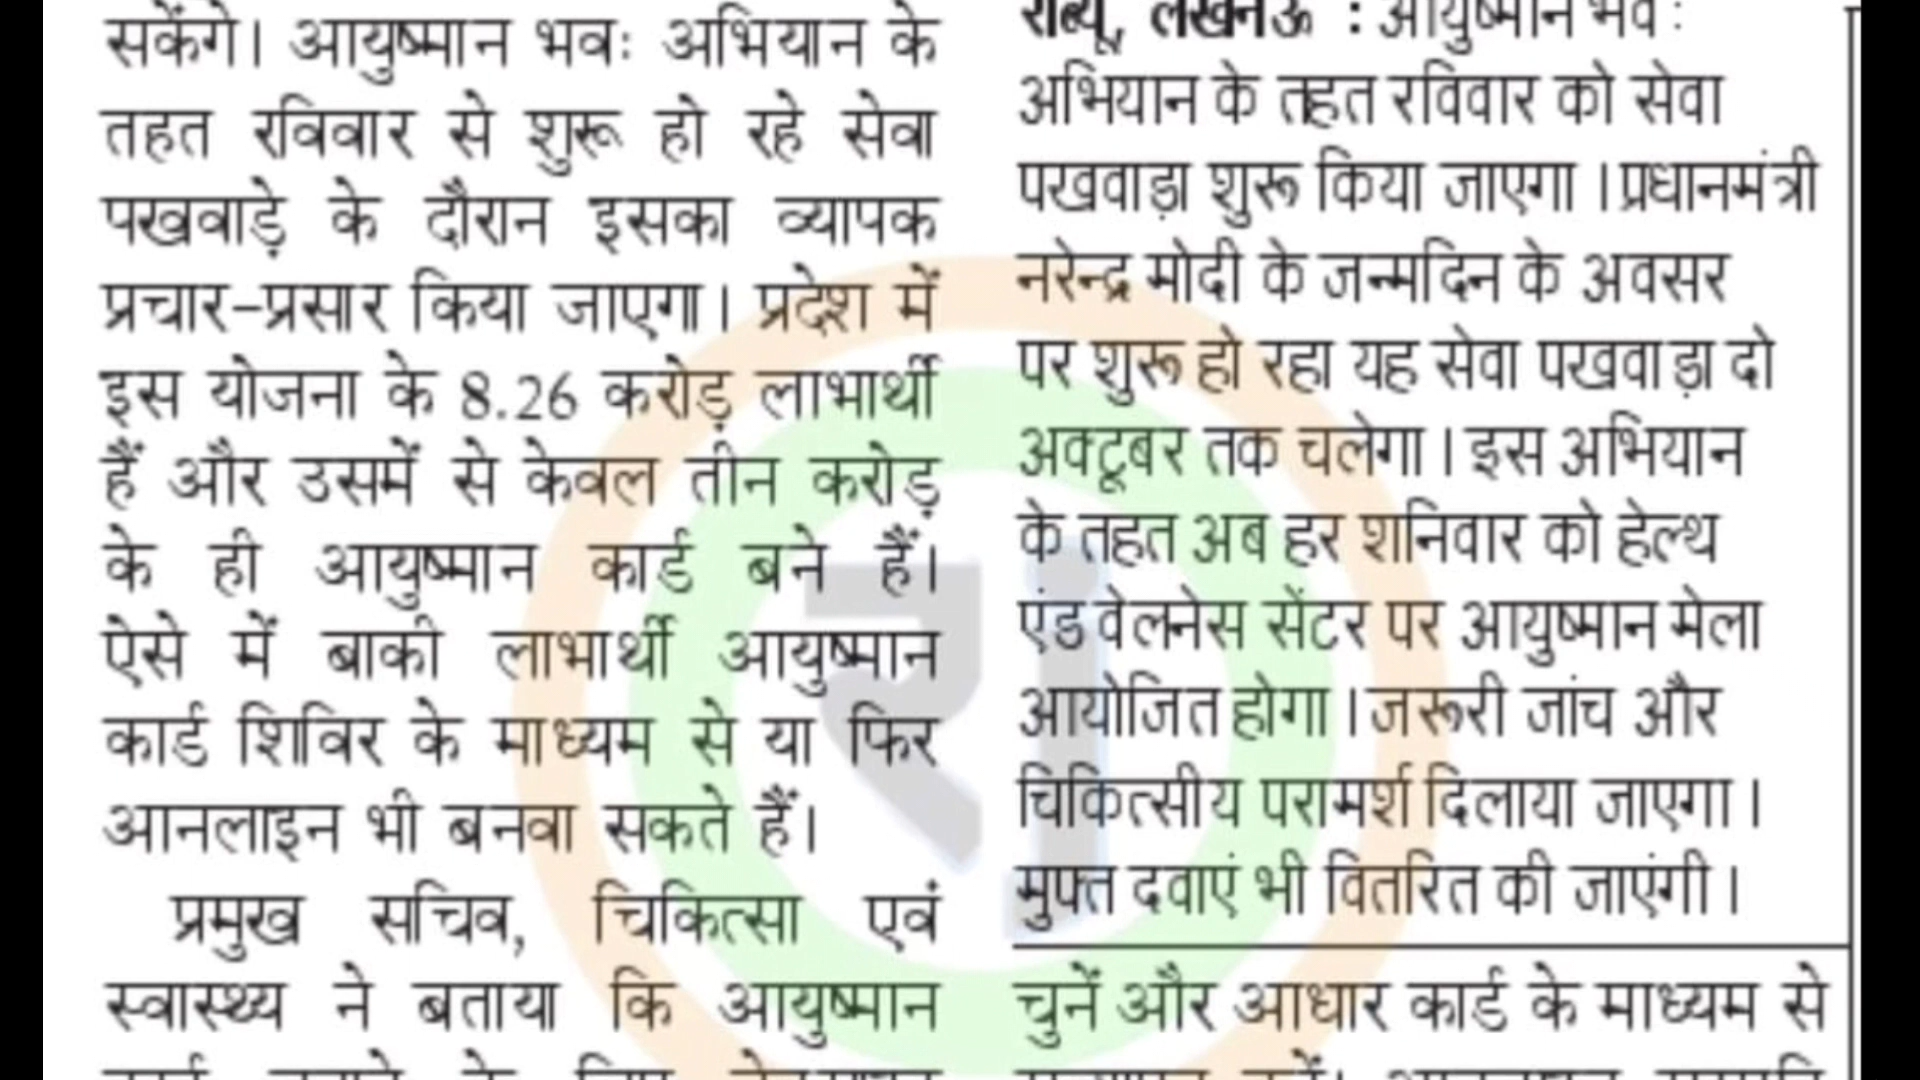 सकेंगे। आयुष्मान भवः अभियान के
तहत रविवार से शुरू हो रहे सेवा
पखवाड़े के दौरान इसका व्यापक
प्रचार-प्रसार किया जाएगा। प्रदेश में
इस योजना के 8.26 करोड़ लाभार्थी
हैं और उसमें से केवल तीन करोड़
के ही आयुष्मान कार्ड बने हैं।
ऐसे में बाकी लाभार्थी आयुष्मान
कार्ड शिविर के माध्यम से या फिर
आनलाइन भी बनवा सकते हैं।
प्रमुख सचिव, चिकित्सा एवं
स्वास्थ्य ने बताया कि आयुष्मान
राब्यू, लखनऊ : आयुष्मान भव :
अभियान के तहत रविवार को सेवा
पखवाड़ा शुरू किया जाएगा। प्रधानमंत्री
नरेन्द्र मोदी के जन्मदिन के अवसर
पर शुरू हो रहा यह सेवा पखवाड़ा दो
अक्टूबर तक चलेगा। इस अभियान
के तहत अब हर शनिवार को हेल्थ
एंड वेलनेस सेंटर पर आयुष्मान मेला
आयोजित होगा। जरूरी जांच और
चिकित्सीय परामर्श दिलाया जाएगा।
मुफ्त दवाएं भी वितरित की जाएंगी।
चुनें और आधार कार्ड के माध्यम से
रा